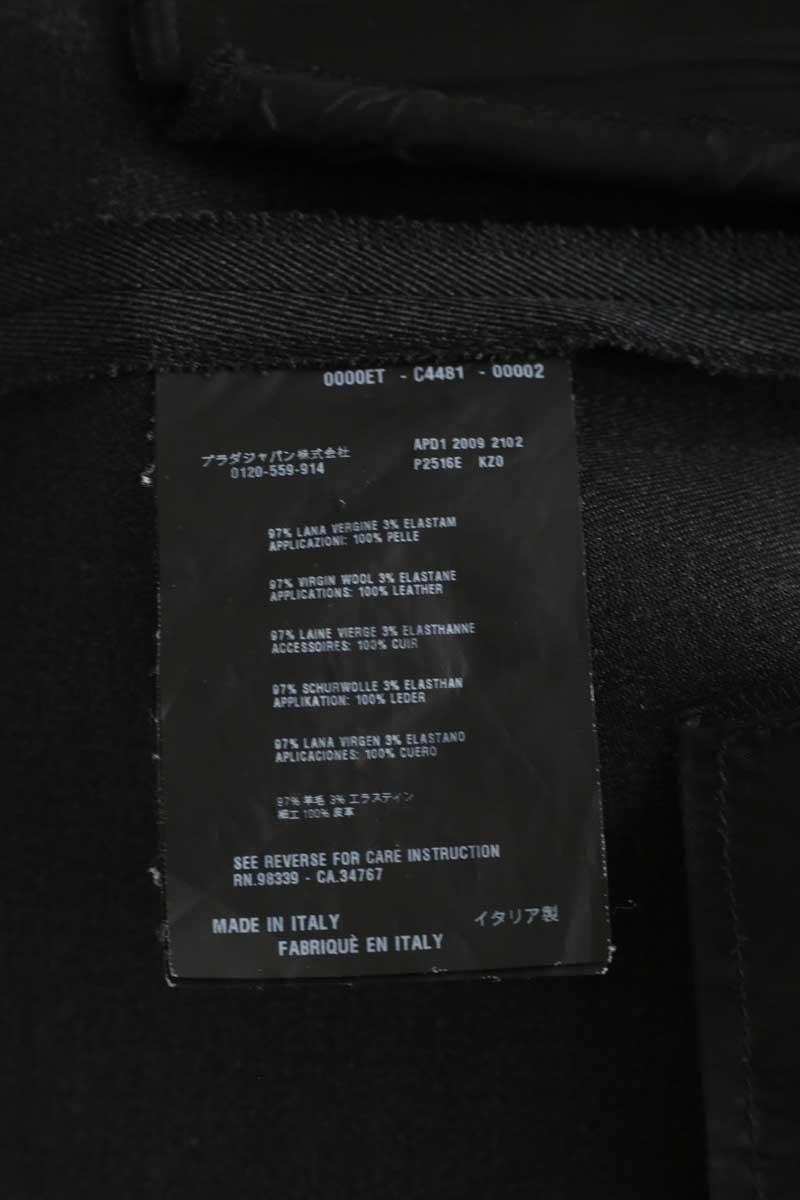 0000ET - C4481 - 00002
プラダジャパン株式会社
0120-559-914
APD1 2009 2102
P2516E KZ0
97% LANA VERGINE 3% ELASTAM
APPLICAZIONI: 100% PELLE
97% VIRGIN WOOL 3% ELASTANE
APPLICATIONS: 100% LEATHER
97% LAINE VIERGE 3% ELASTHANNE
ACCESSOIRES: 100% CUIR
97% SCHURWOLLE 3% ELASTHAN
APPLIKATION: 100% LEDER
97% LANA VIRGEN 3% ELASTANO
APLICACIONES: 100% CUERO
97% 羊毛 3% エラスティン
細工 100% 皮革
SEE REVERSE FOR CARE INSTRUCTION
RN.98339 - CA.34767
MADE IN ITALY イタリア製
FABRIQUÈ EN ITALY